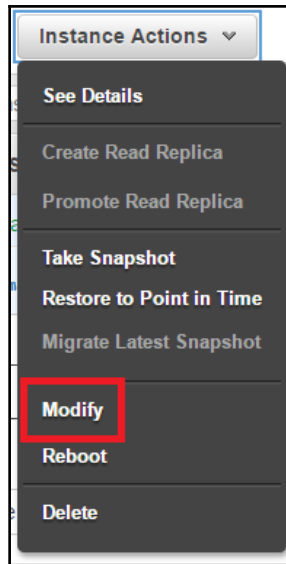 Instance Actions
See Details
Create Read Replica
Promote Read Replica
Take Snapshot
Restore to Point in Time
Migrate Latest Snapshot
Modify
Reboot
Delete